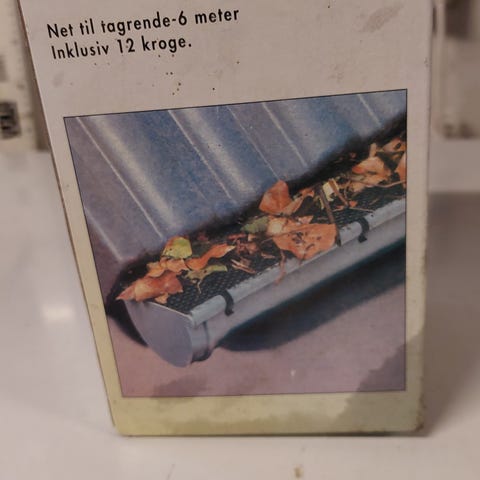 Net til tagrende-6 meter
Inklusiv 12 kroge.